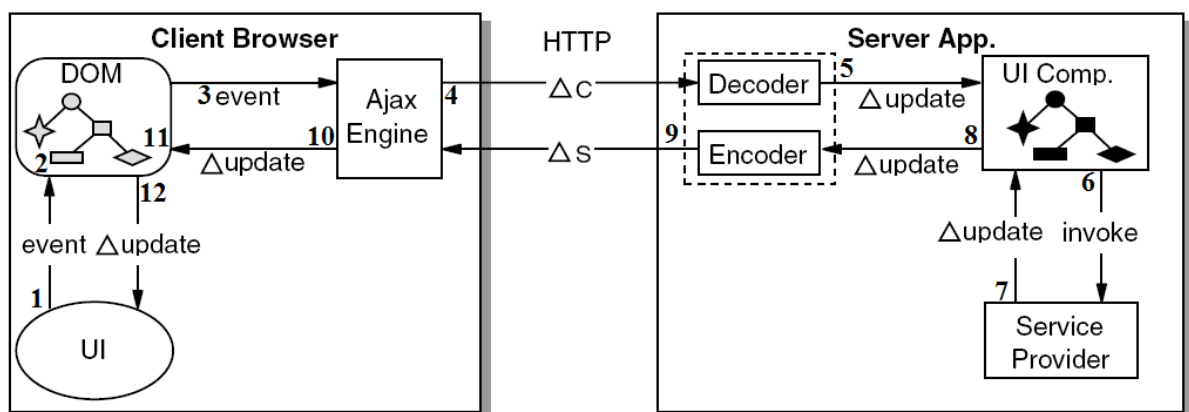 Client Browser
HTTP
Server App.
DOM
3 event
Ajax
Engine
4
△ C
Decoder
5
△ update
UI Comp.
2
11
10
△ update
△ S
9
Encoder
8
△ update
12
6
event
△ update
△ update
invoke
1
7
UI
Service
Provider